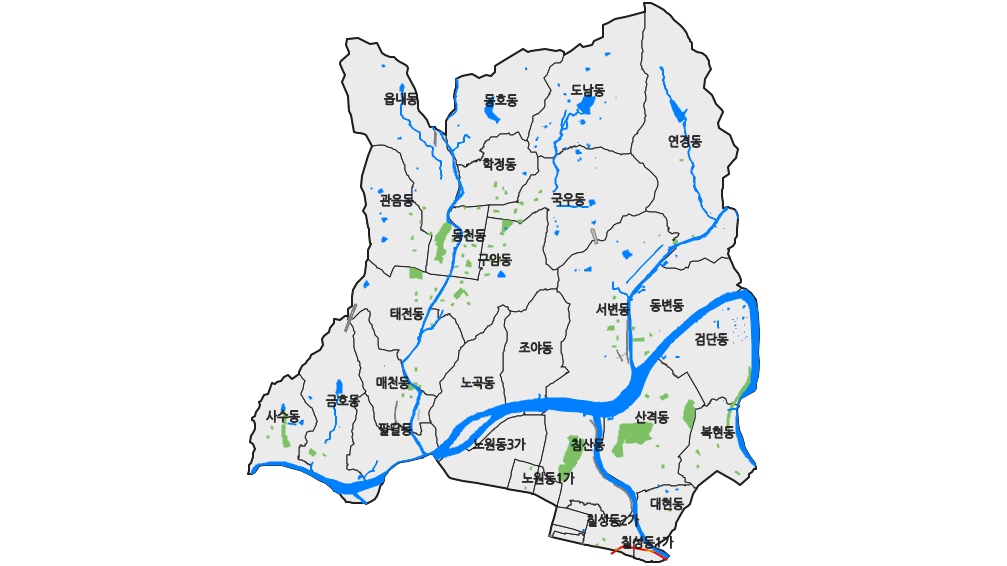 읍내동
동호동
도남동
연경동
학정동
관음동
국우동
동천동
구암동
태전동
서변동
동변동
검단동
조야동
매천동
노곡동
금호동
사수동
팔달동
산격동
복현동
노원동3가
침산동
노원동1가
대현동
칠성동2가
칠성동1가